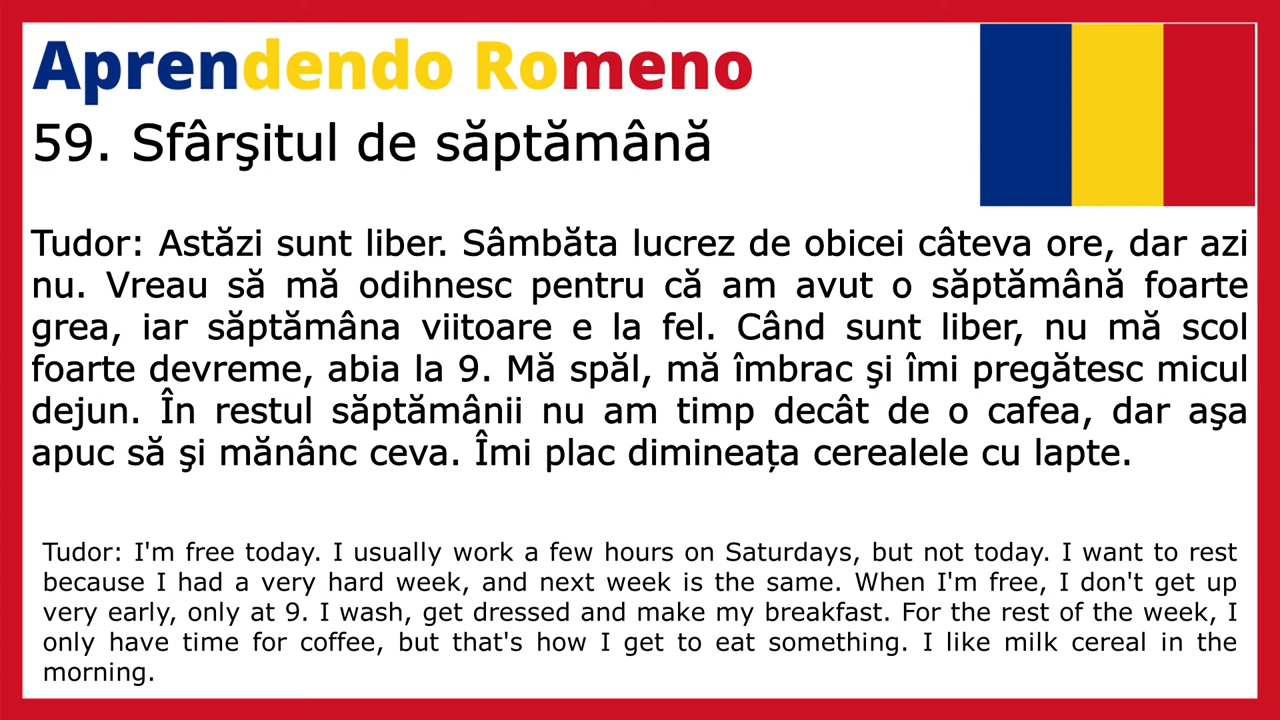 Aprendendo Romeno
59. Sfârşitul de săptămână
Tudor: Astăzi sunt liber. Sâmbăta lucrez de obicei câteva ore, dar azi
nu. Vreau să mă odihnesc pentru că am avut o săptămână foarte
grea, iar săptămâna viitoare e la fel. Când sunt liber, nu mă scol
foarte devreme, abia la 9. Mă spăl, mă îmbrac şi îmi pregătesc micul
dejun. În restul săptămânii nu am timp decât de o cafea, dar aşa
apuc să şi mănânc ceva. Îmi plac dimineața cerealele cu lapte.
Tudor: I'm free today. I usually work a few hours on Saturdays, but not today. I want to rest
because I had a very hard week, and next week is the same. When I'm free, I don't get up
very early, only at 9. I wash, get dressed and make my breakfast. For the rest of the week, I
only have time for coffee, but that's how I get to eat something. I like milk cereal in the
morning.